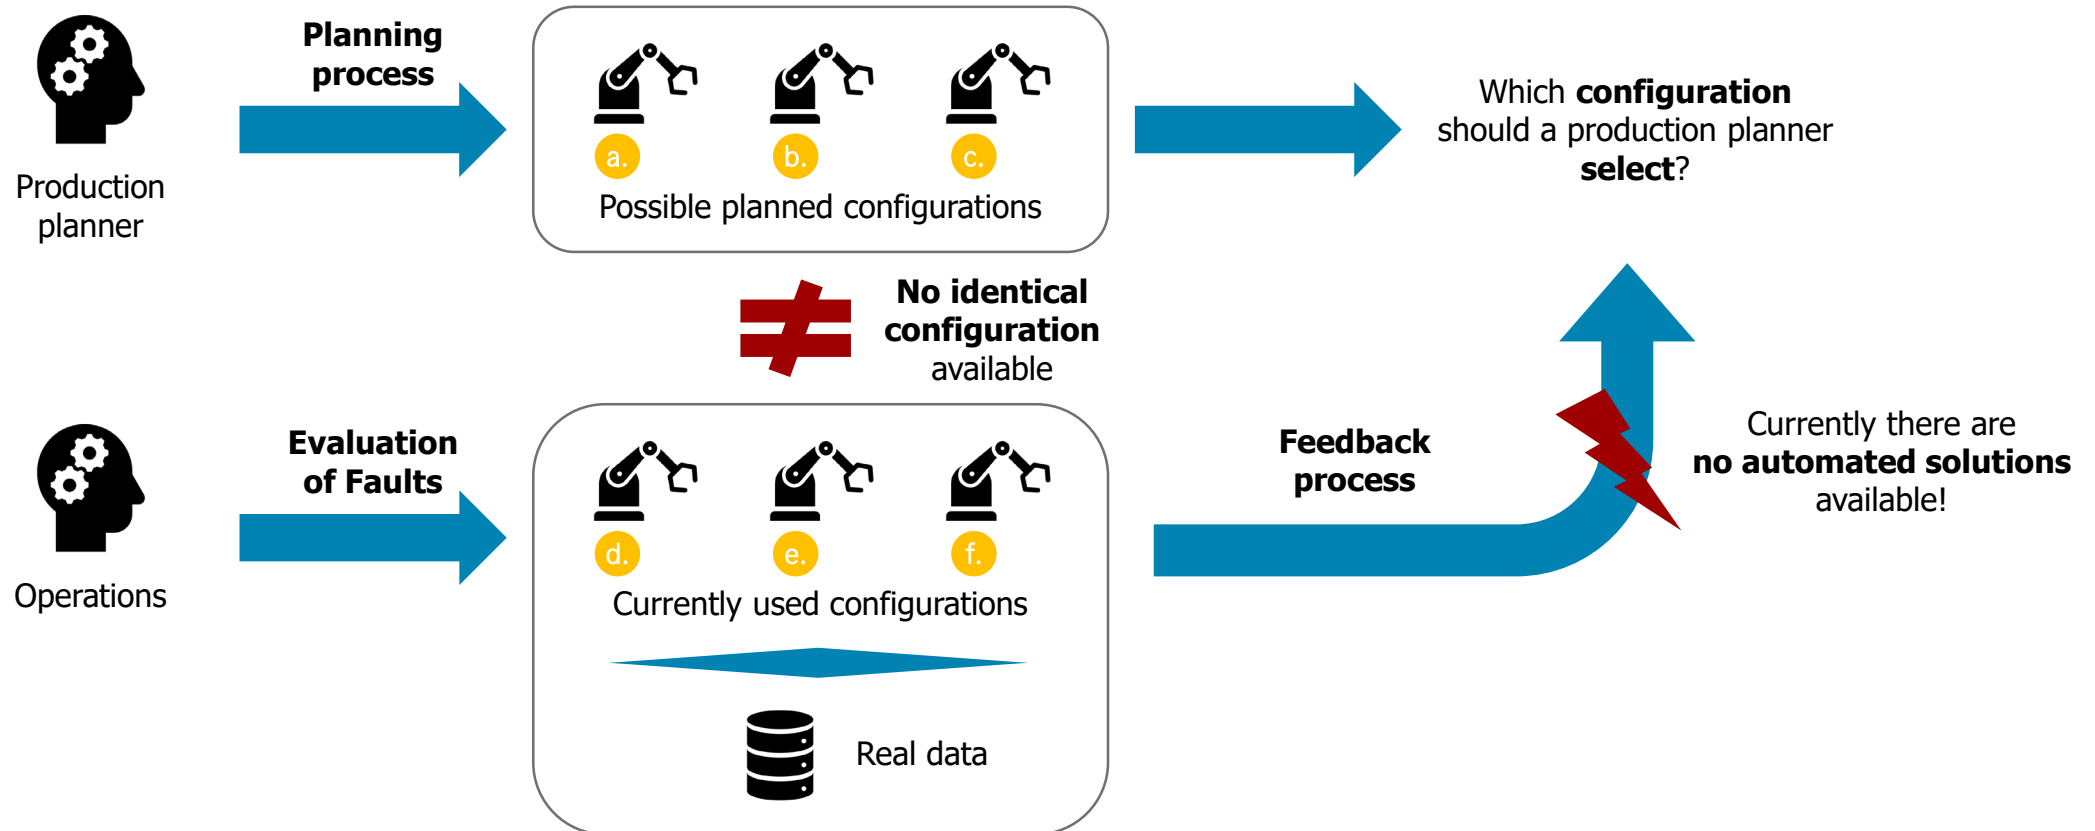 Production
planner
Planning
process
a.
b.
c.
Possible planned configurations
Which configuration
should a production planner
select?
No identical
configuration
available
Operations
Evaluation
of Faults
d.
e.
f.
Currently used configurations
Real data
Feedback
process
Currently there are
no automated solutions
available!